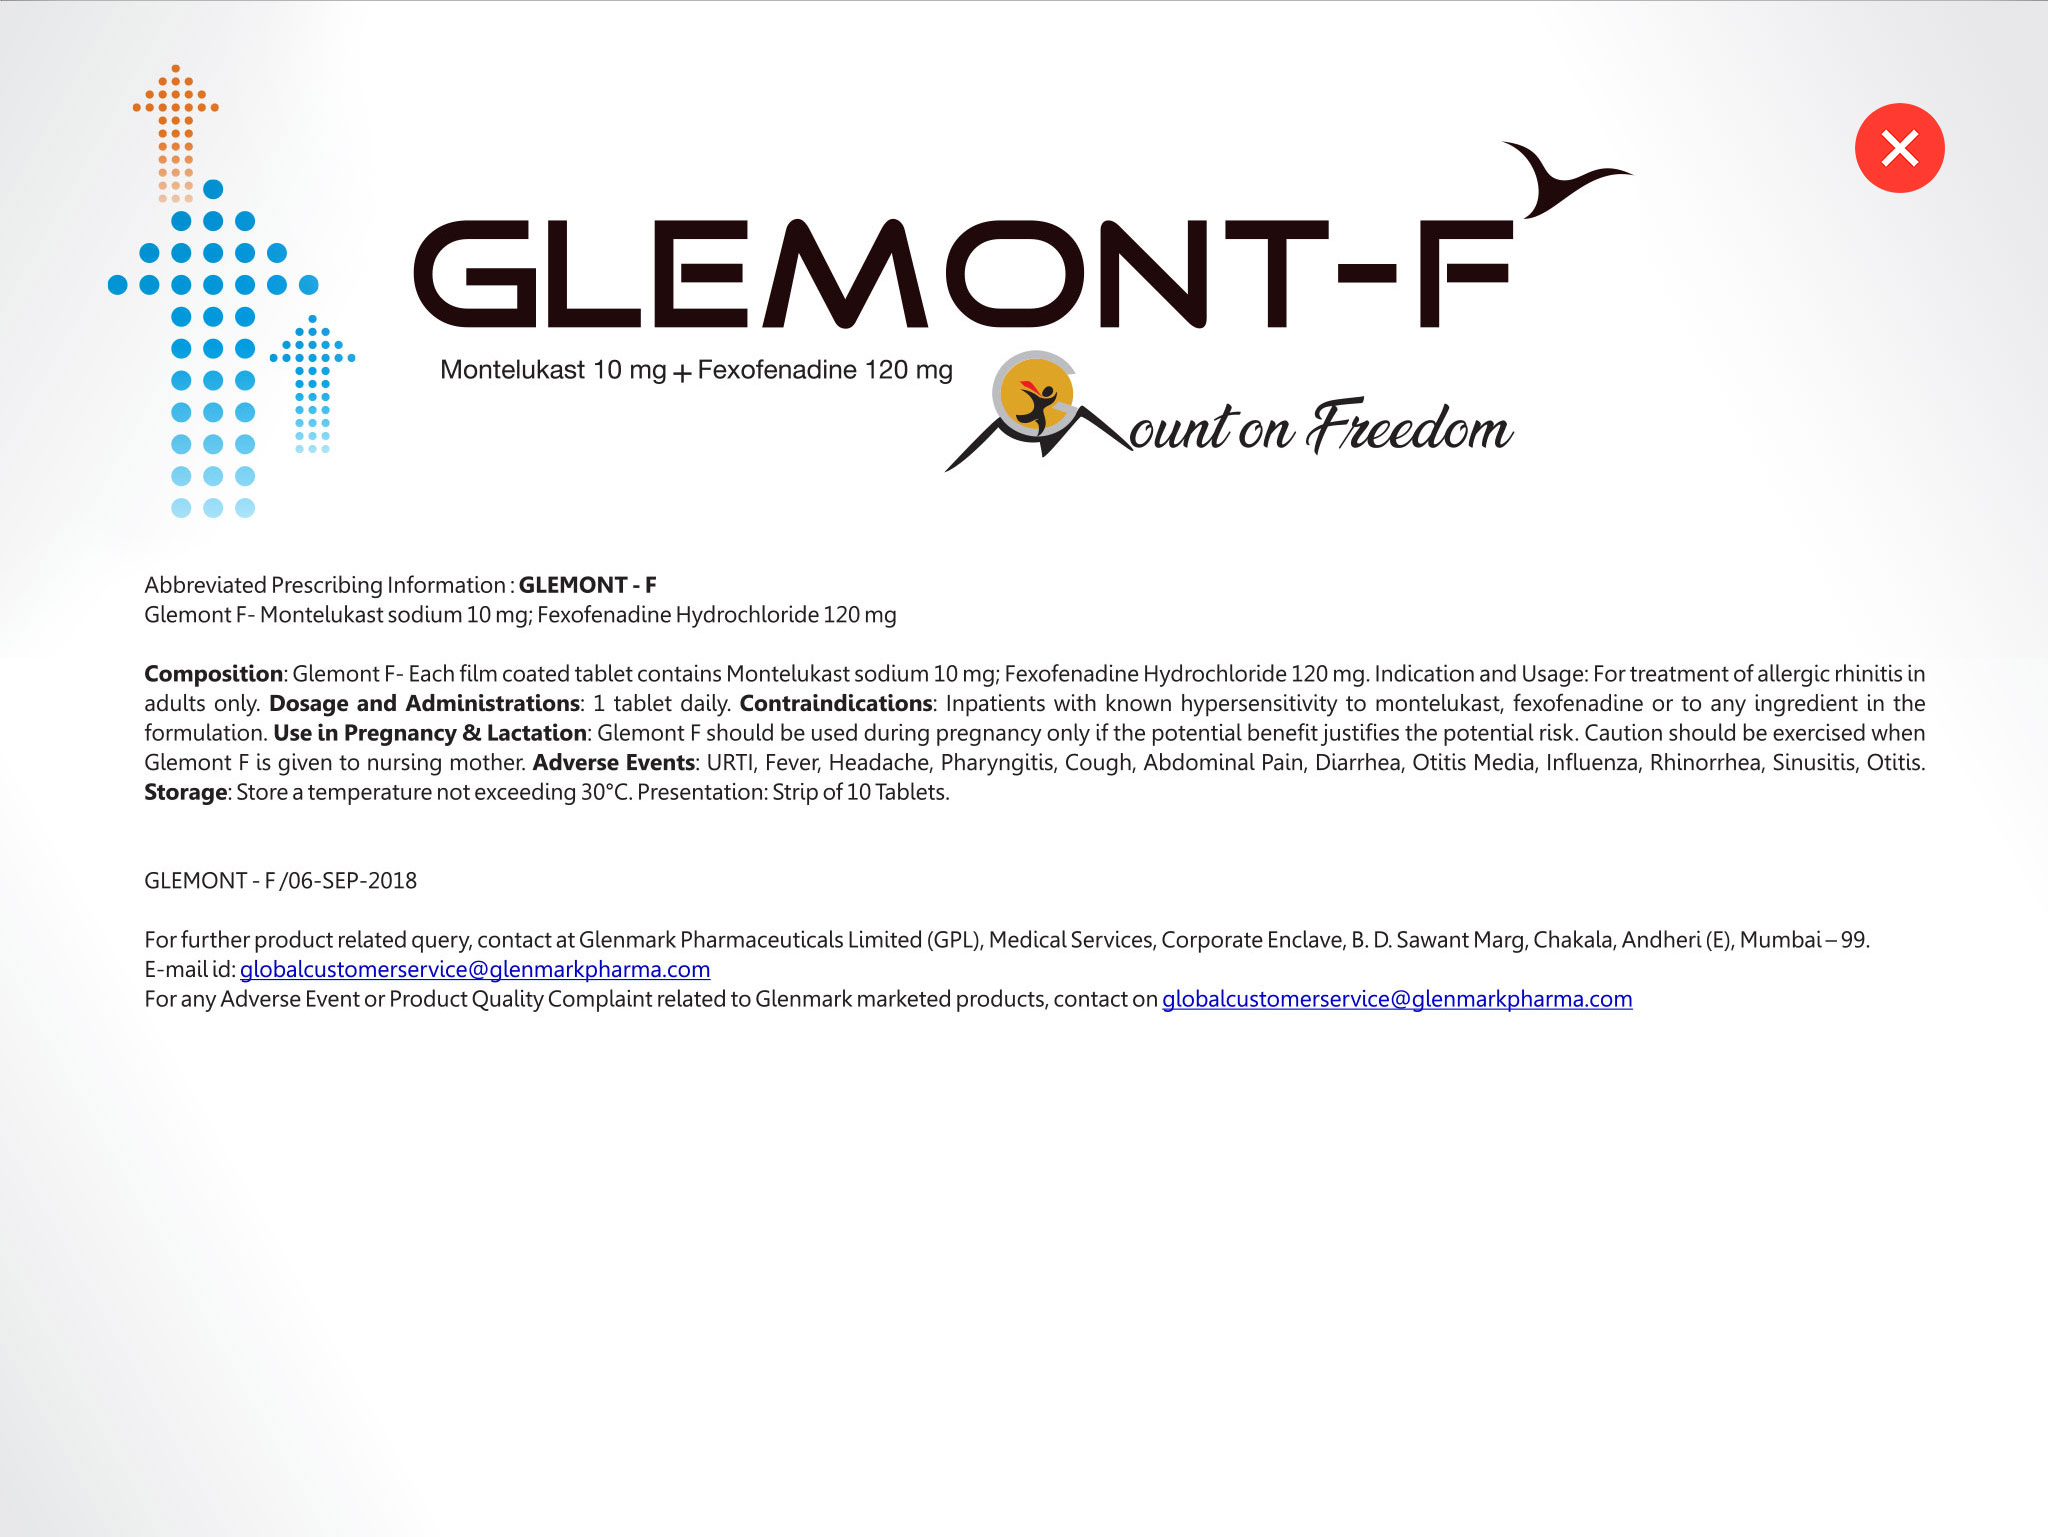 GLEMONT-F
Montelukast 10 mg + Fexofenadine 120 mg
Mount on Freedom
Abbreviated Prescribing Information : GLEMONT - F
Glemont F- Montelukast sodium 10 mg; Fexofenadine Hydrochloride 120 mg
Composition: Glemont F- Each film coated tablet contains Montelukast sodium 10 mg; Fexofenadine Hydrochloride 120 mg. Indication and Usage: For treatment of allergic rhinitis in
adults only. Dosage and Administrations: 1 tablet daily. Contraindications: Inpatients with known hypersensitivity to montelukast, fexofenadine or to any ingredient in the
formulation. Use in Pregnancy & Lactation: Glemont F should be used during pregnancy only if the potential benefit justifies the potential risk. Caution should be exercised when
Glemont F is given to nursing mother. Adverse Events: URTI, Fever, Headache, Pharyngitis, Cough, Abdominal Pain, Diarrhea, Otitis Media, Influenza, Rhinorrhea, Sinusitis, Otitis.
Storage: Store a temperature not exceeding 30°C. Presentation: Strip of 10 Tablets.
GLEMONT - F /06-SEP-2018
For further product related query, contact at Glenmark Pharmaceuticals Limited (GPL), Medical Services, Corporate Enclave, B. D. Sawant Marg, Chakala, Andheri (E), Mumbai – 99.
E-mail id: globalcustomerservice@glenmarkpharma.com
For any Adverse Event or Product Quality Complaint related to Glenmark marketed products, contact on globalcustomerservice@glenmarkpharma.com